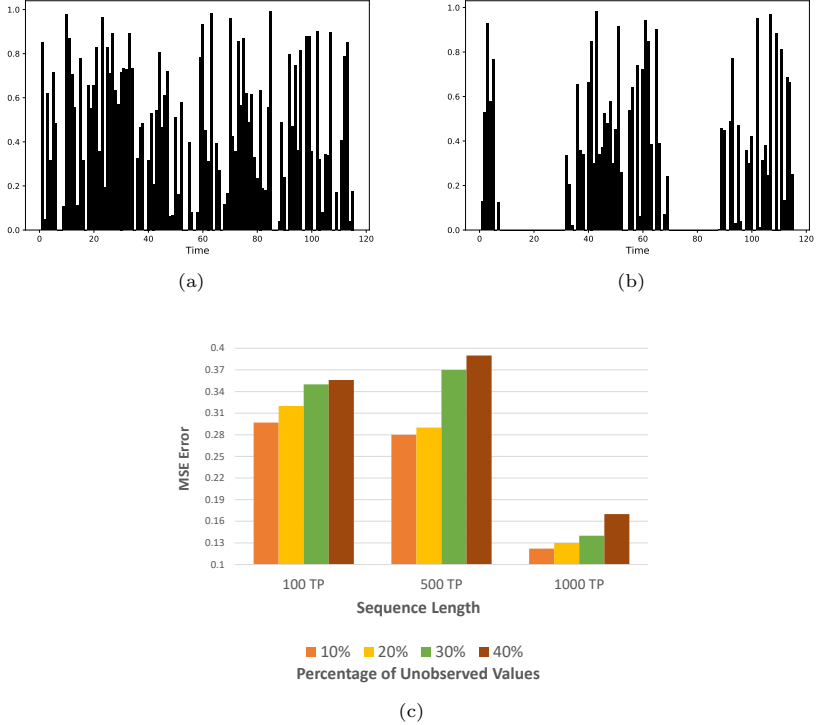 1.0
0.8
0.6
0.4
0.2
0.0
0 20 40 60 80 100 120
Time
(a)
1.0
0.8
0.6
0.4
0.2
0.0
0 20 40 60 80 100 120
Time
(b)
0.4
0.37
0.34
0.31
0.28
0.25
0.22
0.19
0.16
0.13
0.1
MSE Error
100 TP 500 TP 1000 TP
Sequence Length
10% 20% 30% 40%
Percentage of Unobserved Values
(c)